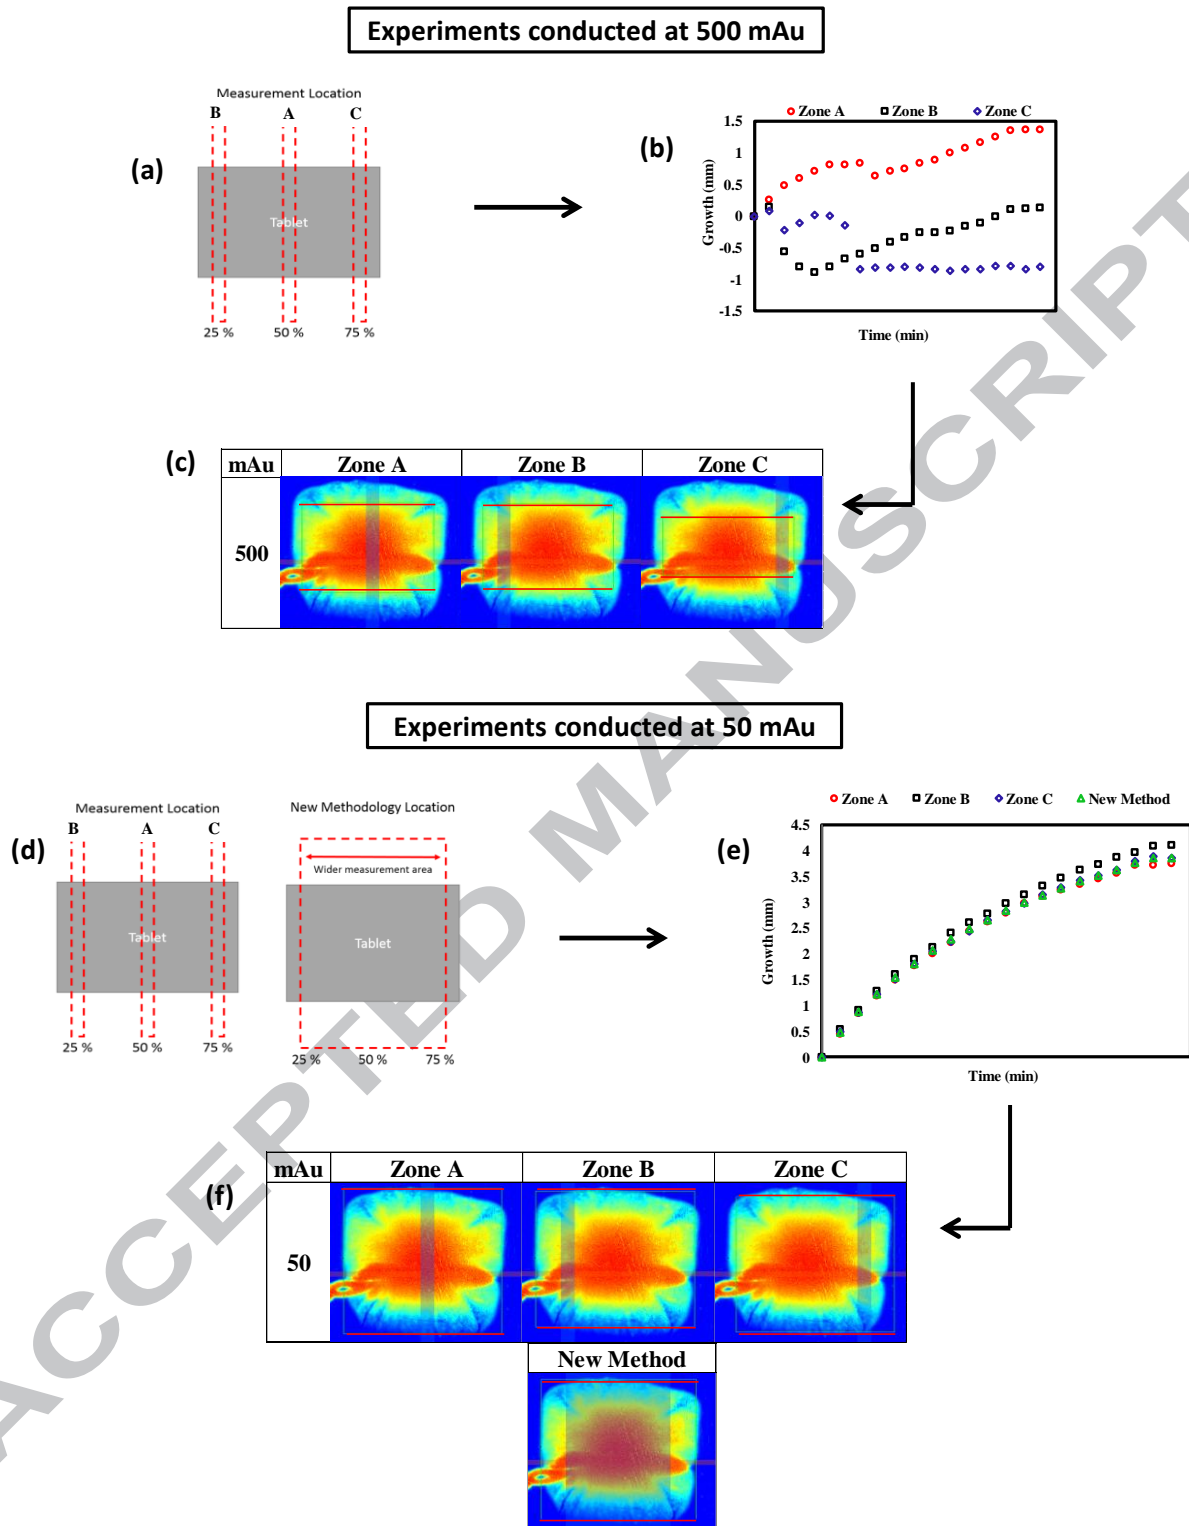 Experiments conducted at 500 mAu
Measurement Location
B A C
(a)
Tablet
25 % 50 % 75 %
(b)
Zone A Zone B Zone C
1.5
1
0.5
0
-0.5
-1
-1.5
Growth (mm)
Time (min)
(c)
mAu Zone A Zone B Zone C
500
Experiments conducted at 50 mAu
(d)
Measurement Location
B A C
Tablet
25 % 50 % 75 %
New Methodology Location
Wider measurement area
Tablet
25 % 50 % 75 %
(e)
Zone A Zone B Zone C New Method
4.5
4
3.5
3
2.5
2
1.5
1
0.5
0
Growth (mm)
Time (min)
(f)
mAu Zone A Zone B Zone C
50
New Method
ACCEPTED MANUSCRIPT